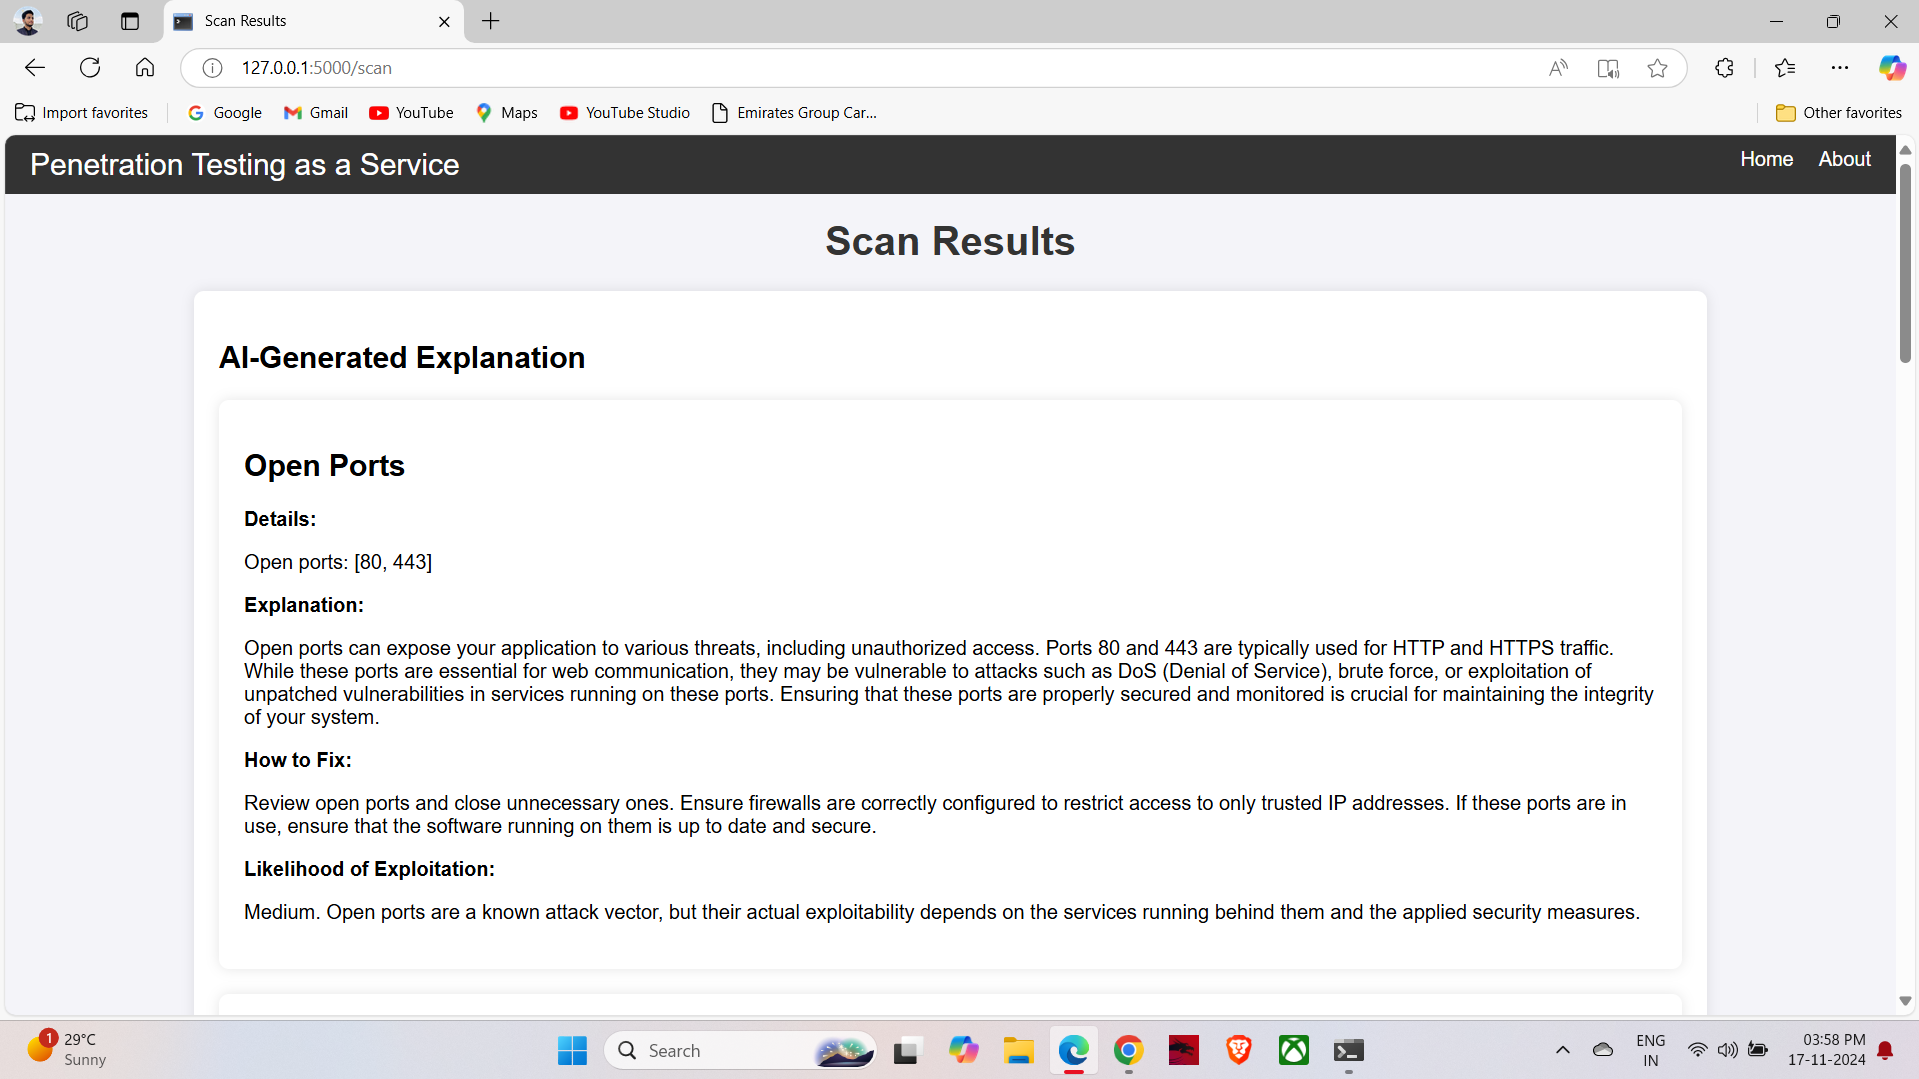 Scan Results
127.0.0.1:5000/scan
Import favorites
Google
Gmail
YouTube
Maps
YouTube Studio
Emirates Group Car...
Other favorites
Penetration Testing as a Service
Home
About
Scan Results
AI-Generated Explanation
Open Ports
Details:
Open ports: [80, 443]
Explanation:
Open ports can expose your application to various threats, including unauthorized access. Ports 80 and 443 are typically used for HTTP and HTTPS traffic.
While these ports are essential for web communication, they may be vulnerable to attacks such as DoS (Denial of Service), brute force, or exploitation of
unpatched vulnerabilities in services running on these ports. Ensuring that these ports are properly secured and monitored is crucial for maintaining the integrity
of your system.
How to Fix:
Review open ports and close unnecessary ones. Ensure firewalls are correctly configured to restrict access to only trusted IP addresses. If these ports are in
use, ensure that the software running on them is up to date and secure.
Likelihood of Exploitation:
Medium. Open ports are a known attack vector, but their actual exploitability depends on the services running behind them and the applied security measures.
1
29°C
Sunny
Search
ENG
IN
03:58 PM
17-11-2024